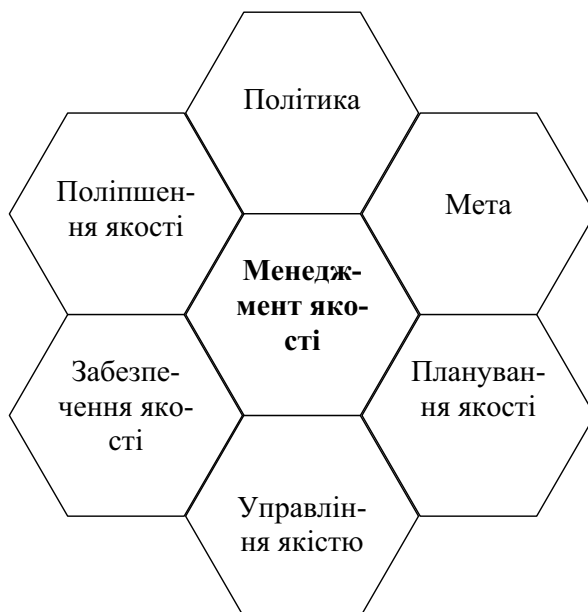 Політика
Поліпшен-
ня якості
Мета
Менедж-
мент яко-
сті
Забезпе-
чення яко-
сті
Плануван-
ня якості
Управлін-
ня якістю